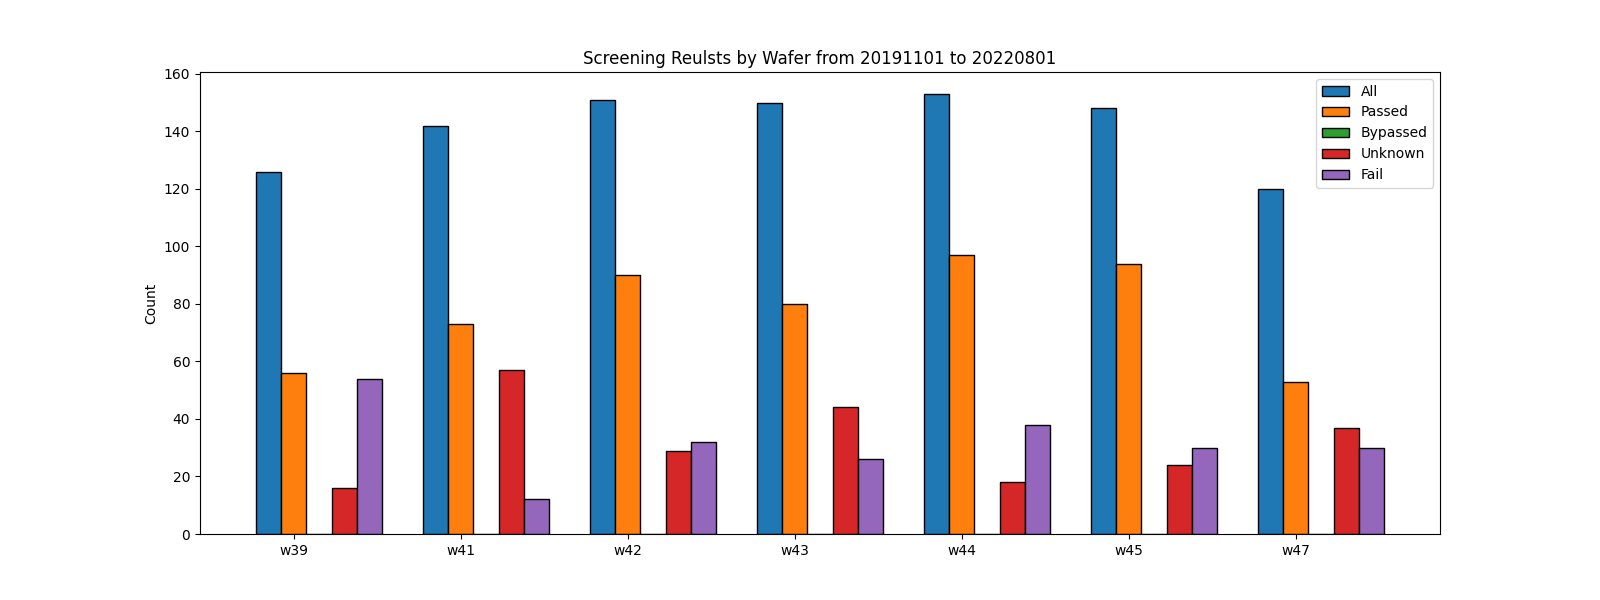 Screening Reulsts by Wafer from 20191101 to 20220801
160
140
120
100
80
60
40
20
0
Count
All
Passed
Bypassed
Unknown
Fail
w39 w41 w42 w43 w44 w45 w47